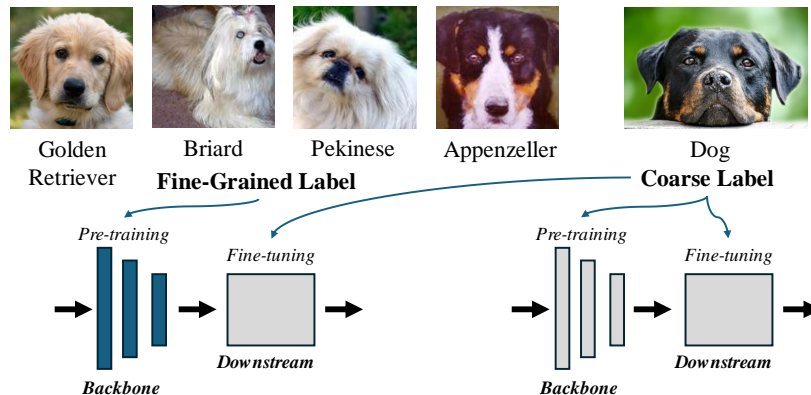 Golden
Retriever
Briard
Pekinese
Appenzeller
Dog
Fine-Grained Label
Coarse Label
Pre-training
Fine-tuning
Pre-training
Fine-tuning
Downstream
Downstream
Backbone
Backbone